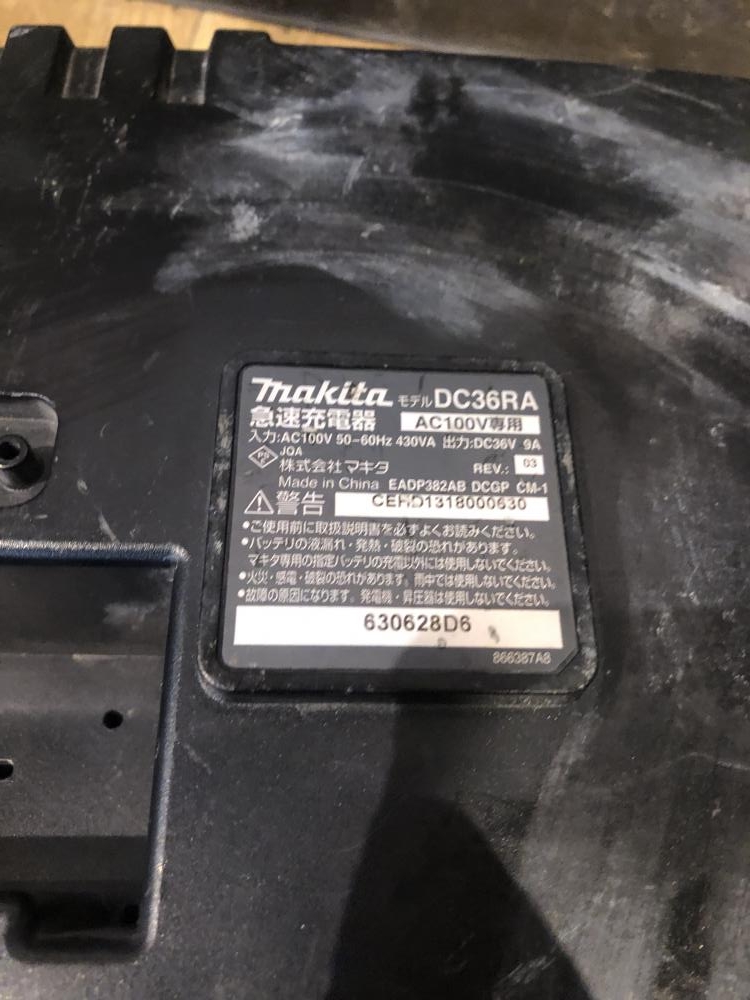 makita モデル DC36RA
急速充電器 AC100V専用
入力:AC100V 50-60Hz 430VA 出力:DC36V 9A
PSE JQA
株式会社マキタ REV.: 03
Made in China EADP382AB DCGP CM-1
⚠警告 CEHD1318000630
•ご使用前に取扱説明書を必ずよくお読みください。
•バッテリの液漏れ・発熱・破裂の恐れがあります。
マキタ専用の指定バッテリの充電以外には使用しないでください。
•火災・感電・破裂の恐れがあります。雨中では使用しないでください。
•故障の原因になります。発電機・昇圧器は使用しないでください。
630628D6
866387A8